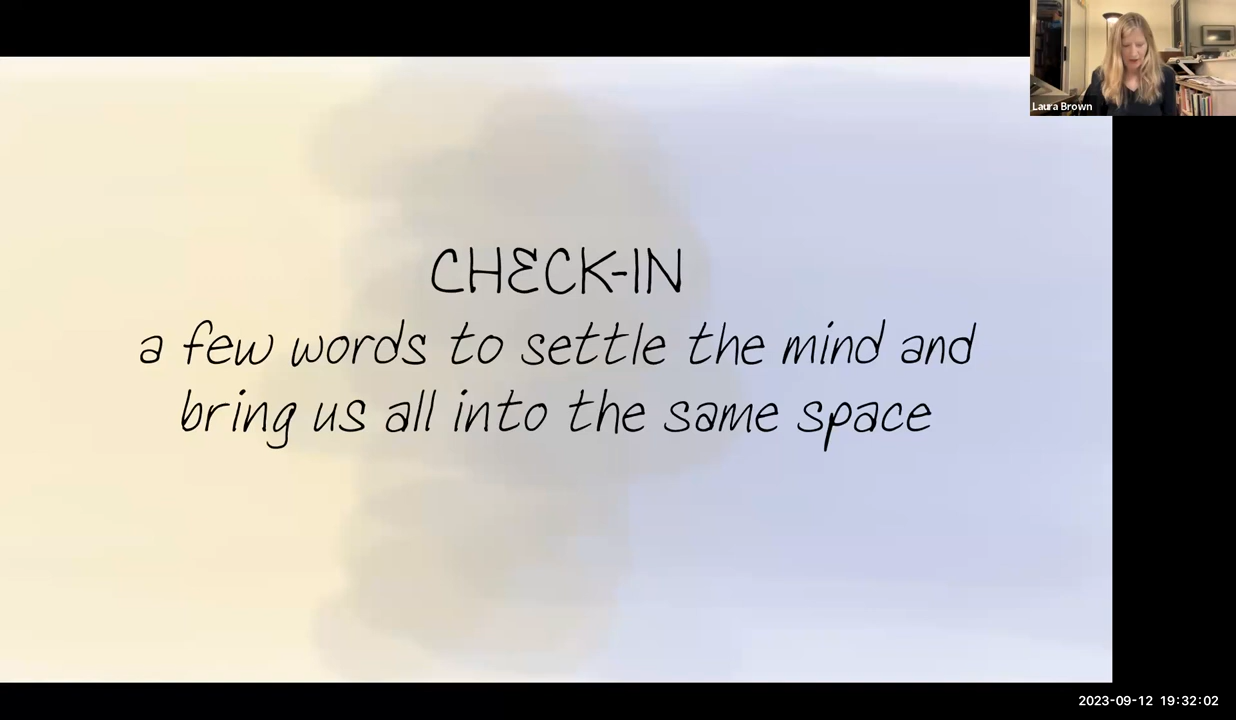 Laura Brown
CHECK-IN
a few words to settle the mind and
bring us all into the same space
2023-09-12 19:32:02